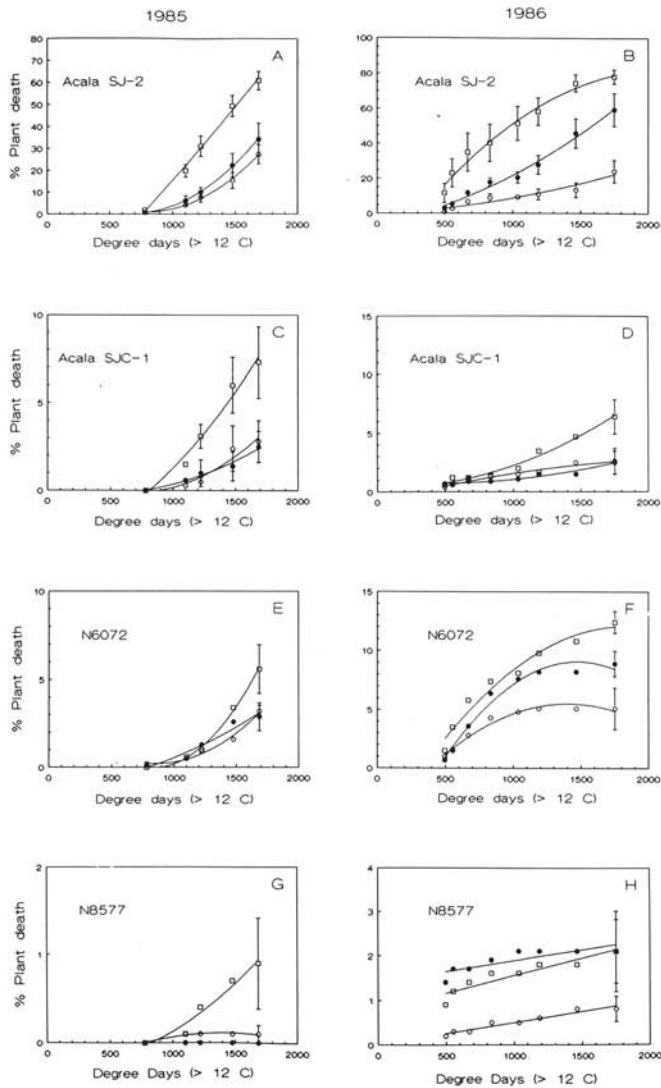 1985
1986
% Plant death
80
70
60
50
40
30
20
10
0
Acala SJ-2
A
0
500
1000
1500
2000
Degree days (> 12 C)
100
80
60
40
20
0
Acala SJ-2
B
0
500
1000
1500
2000
Degree days (> 12 C)
% Plant death
10
5
0
Acala SJC-1
C
0
500
1000
1500
2000
Degree days (> 12 C)
15
10
5
0
Acala SJC-1
D
0
500
1000
1500
2000
Degree days (> 12 C)
% Plant death
10
5
0
N6072
E
0
500
1000
1500
2000
Degree days (> 12 C)
15
10
5
0
N6072
F
0
500
1000
1500
2000
Degree days (> 12 C)
% Plant death
2
1
0
N8577
G
0
500
1000
1500
2000
Degree Days (> 12 C)
4
3
2
1
0
N8577
H
0
500
1000
1500
2000
Degree Days (> 12 C)